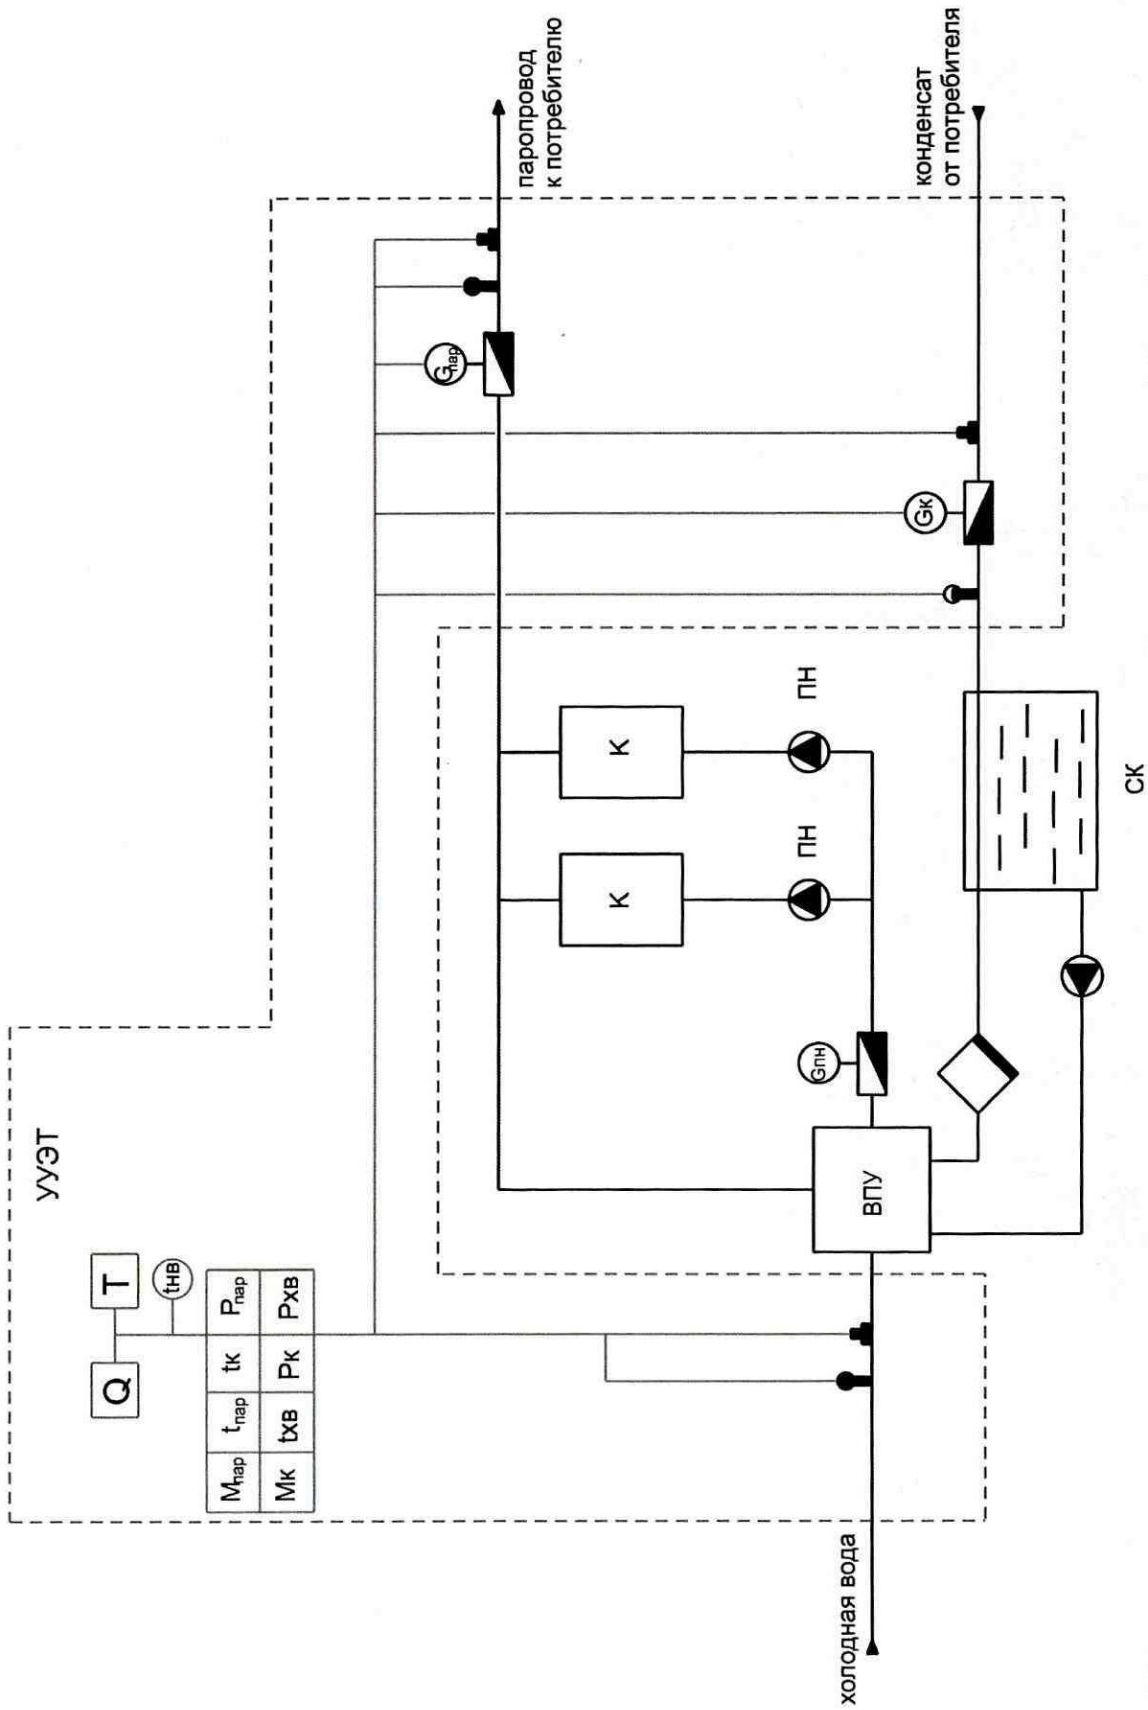 УУЭТ
Q
T
tнв
Mпар
tпар
tк
Pпар
Mк
tхв
Pк
Pхв
Gпар
паропровод
к потребителю
К
К
ПН
ПН
Gк
конденсат
от потребителя
Gпн
ВПУ
холодная вода
СК